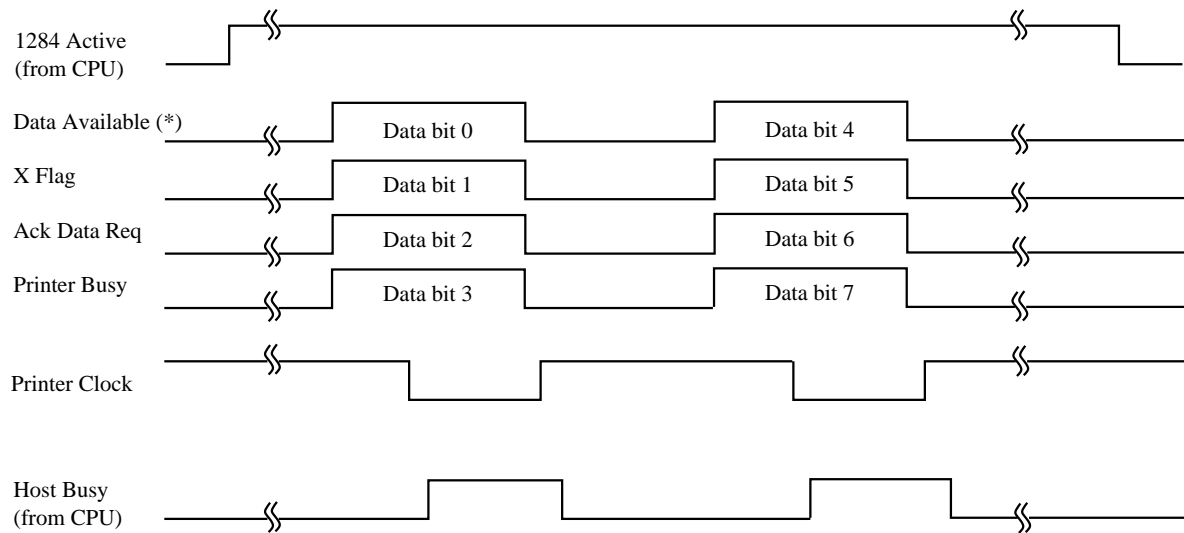 1284 Active
(from CPU)
Data Available (*)
Data bit 0
Data bit 4
X Flag
Data bit 1
Data bit 5
Ack Data Req
Data bit 2
Data bit 6
Printer Busy
Data bit 3
Data bit 7
Printer Clock
Host Busy
(from CPU)